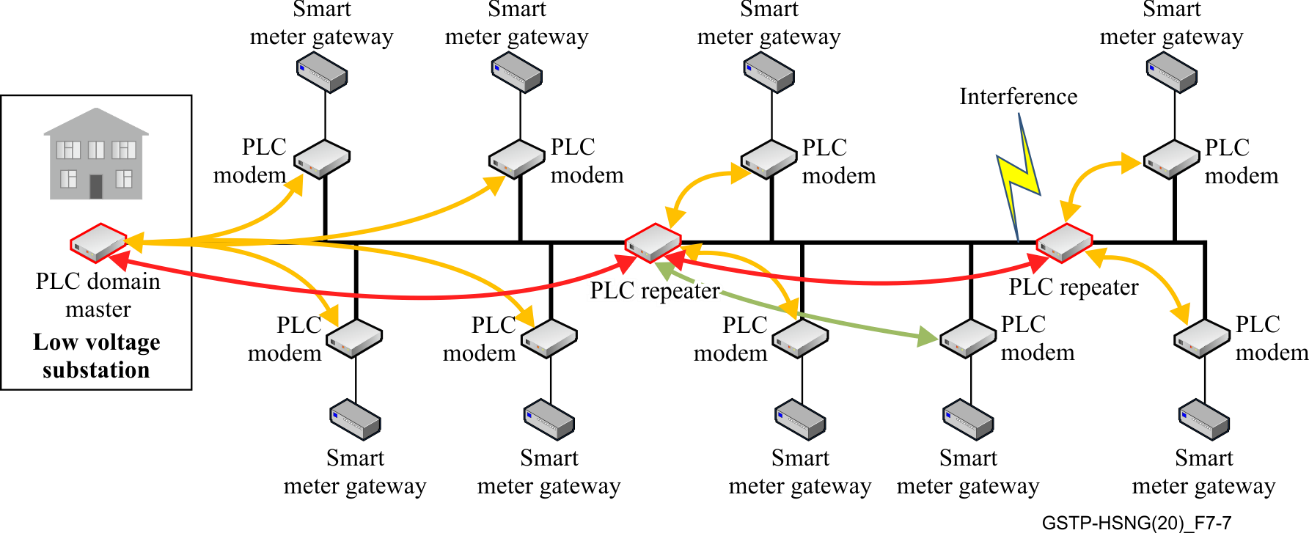 Smart
meter gateway
Smart
meter gateway
Smart
meter gateway
Smart
meter gateway
Interference
PLC
modem
PLC
modem
PLC
modem
PLC
modem
PLC domain
master
Low voltage
substation
PLC repeater
PLC repeater
PLC
modem
PLC
modem
PLC
modem
PLC
modem
PLC
modem
Smart
meter gateway
Smart
meter gateway
Smart
meter gateway
Smart
meter gateway
Smart
meter gateway
GSTP-HSNG(20)_F7-7